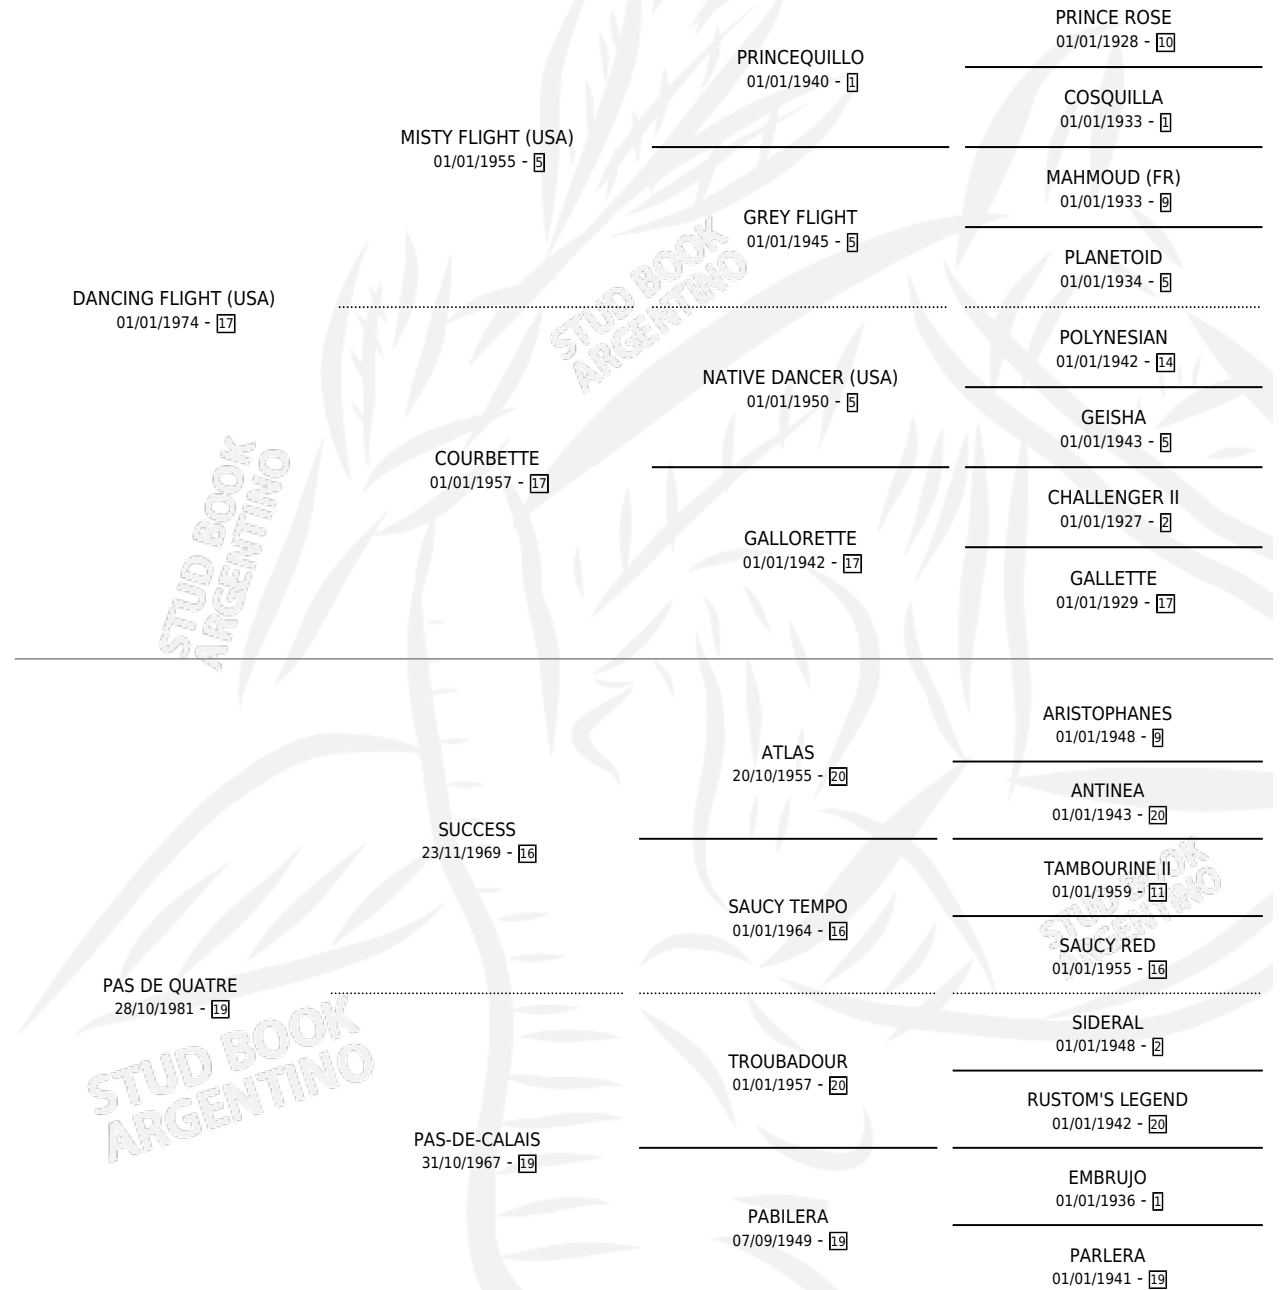 PRINCE ROSE
01/01/1928 - 10
PRINCEQUILLO
01/01/1940 - 1
COSQUILLA
01/01/1933 - 1
MISTY FLIGHT (USA)
01/01/1955 - 5
MAHMOUD (FR)
01/01/1933 - 9
GREY FLIGHT
01/01/1945 - 5
PLANETOID
01/01/1934 - 5
DANCING FLIGHT (USA)
01/01/1974 - 17
STUD BOOK
ARGENTINO
POLYNESIAN
01/01/1942 - 14
NATIVE DANCER (USA)
01/01/1950 - 5
GEISHA
01/01/1943 - 5
COURBETTE
01/01/1957 - 17
CHALLENGER II
01/01/1927 - 2
GALLORETTE
01/01/1942 - 17
GALLETTE
01/01/1929 - 17
STUD BOOK
ARGENTINO
ARISTOPHANES
01/01/1948 - 9
ATLAS
20/10/1955 - 20
ANTINEA
01/01/1943 - 20
SUCCESS
23/11/1969 - 16
TAMBOURINE II
01/01/1959 - 11
SAUCY TEMPO
01/01/1964 - 16
SAUCY RED
01/01/1955 - 16
STUD BOOK
ARGENTINO
PAS DE QUATRE
28/10/1981 - 19
SIDERAL
01/01/1948 - 2
TROUBADOUR
01/01/1957 - 20
RUSTOM'S LEGEND
01/01/1942 - 20
STUD BOOK
ARGENTINO
PAS-DE-CALAIS
31/10/1967 - 19
EMBRUJO
01/01/1936 - 1
PABILERA
07/09/1949 - 19
PARLERA
01/01/1941 - 19